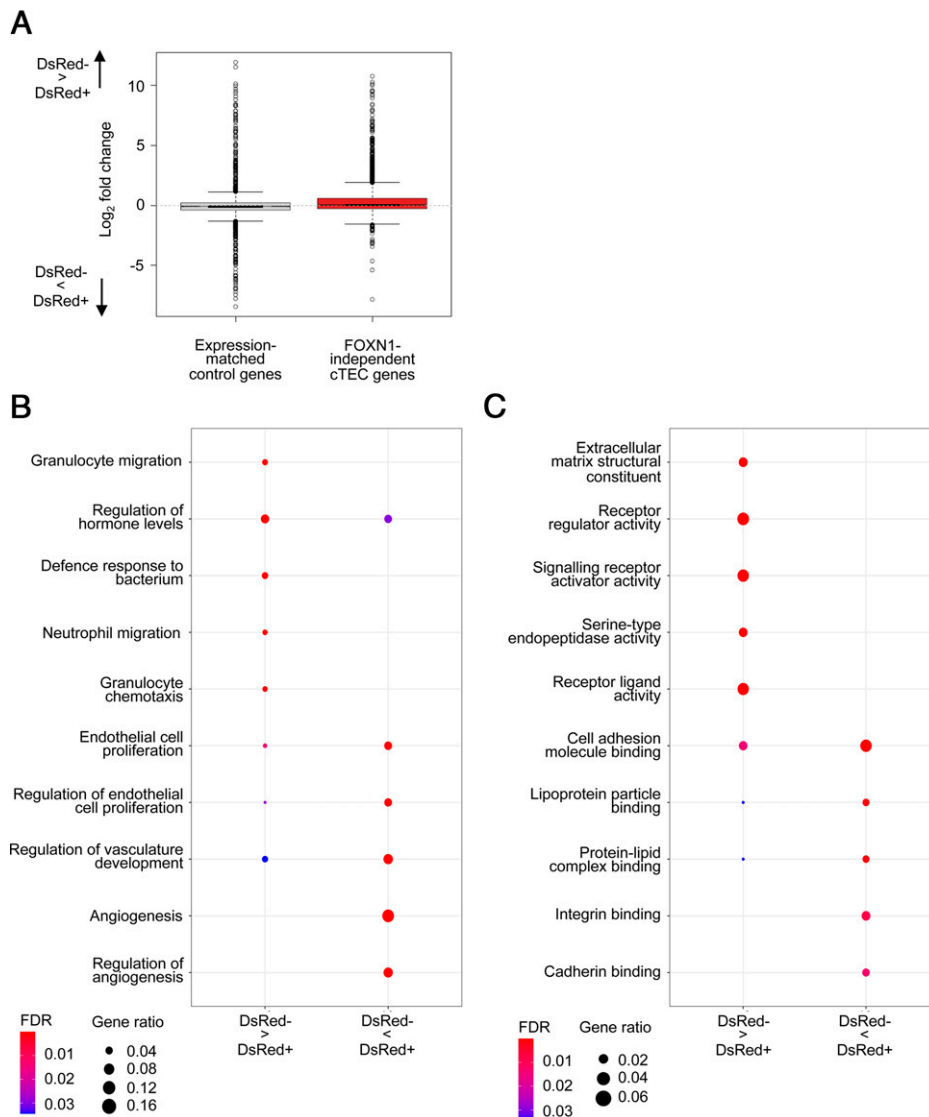 A
DsRed-
>
DsRed+
Log2 fold change
10
5
0
-5
DsRed-
<
DsRed+
Expression-
matched
control genes
FOXN1-
independent
cTEC genes
B
Granulocyte migration
Regulation of
hormone levels
Defence response to
bacterium
Neutrophil migration
Granulocyte
chemotaxis
Endothelial cell
proliferation
Regulation of endothelial
cell proliferation
Regulation of vasculature
development
Angiogenesis
Regulation of
angiogenesis
DsRed-
>
DsRed+
DsRed-
<
DsRed+
FDR
0.01
0.02
0.03
Gene ratio
0.04
0.08
0.12
0.16
C
Extracellular
matrix structural
constituent
Receptor
regulator activity
Signalling receptor
activator activity
Serine-type
endopeptidase activity
Receptor ligand
activity
Cell adhesion
molecule binding
Lipoprotein particle
binding
Protein-lipid
complex binding
Integrin binding
Cadherin binding
DsRed-
>
DsRed+
DsRed-
<
DsRed+
FDR
0.01
0.02
0.03
Gene ratio
0.02
0.04
0.06